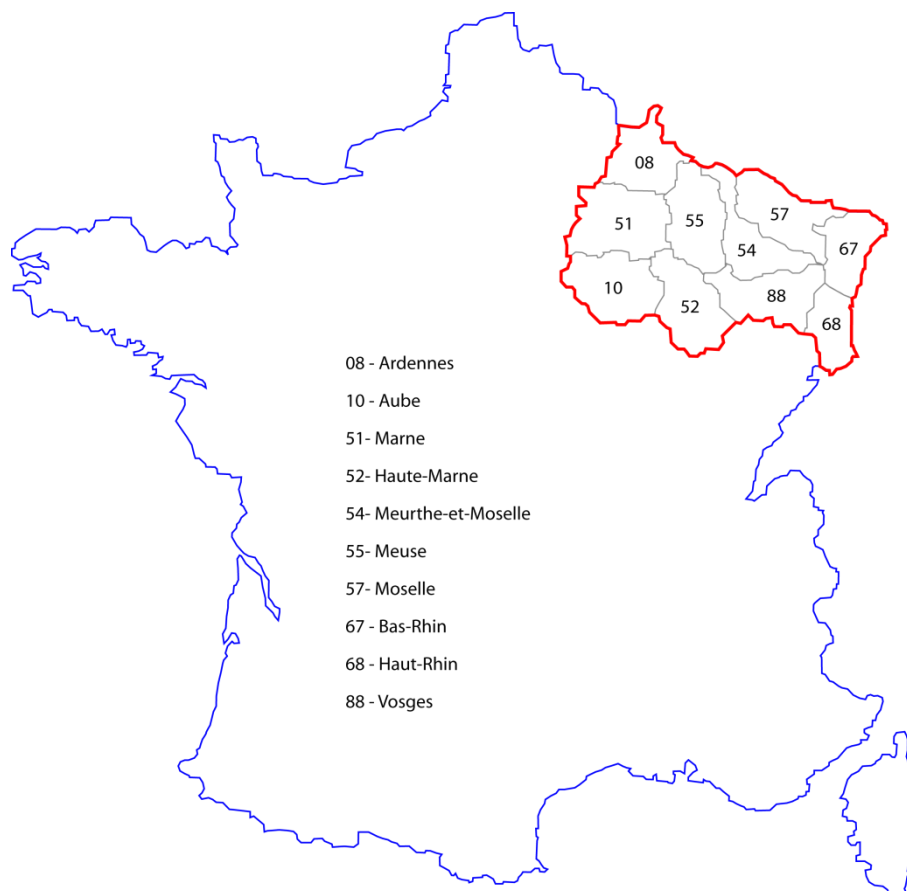 08
57
51
55
67
54
10
88
52
68
08 - Ardennes
10 - Aube
51- Marne
52- Haute-Marne
54- Meurthe-et-Moselle
55- Meuse
57- Moselle
67 - Bas-Rhin
68 - Haut-Rhin
88 - Vosges